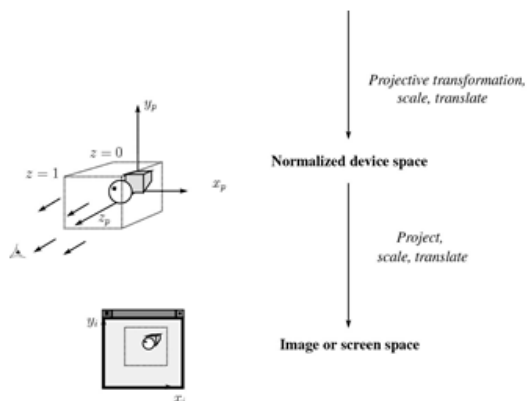 Projective transformation,
scale, translate
y_p
z = 0
z = 1
Normalized device space
x_p
z_p
Project,
scale, translate
y_i
Image or screen space
x_i